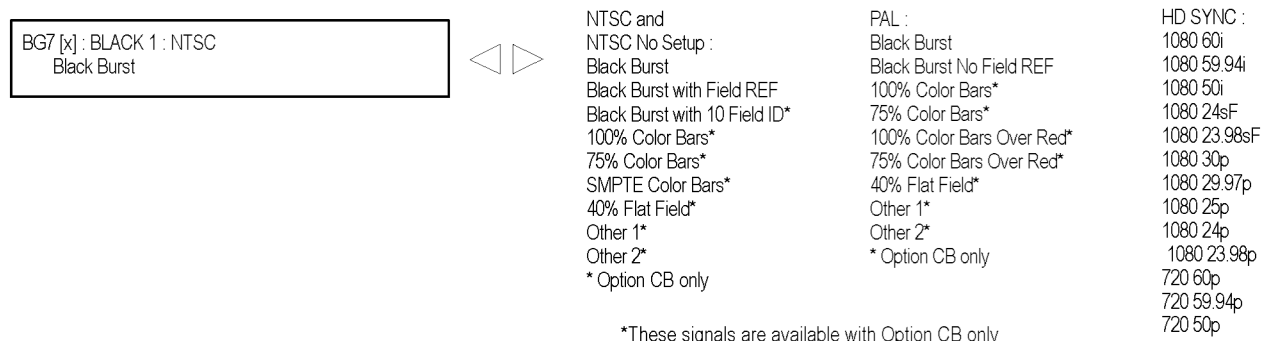 BG7 [x] : BLACK 1 : NTSC
Black Burst
NTSC and
NTSC No Setup :
Black Burst
Black Burst with Field REF
Black Burst with 10 Field ID*
100% Color Bars*
75% Color Bars*
SMPTE Color Bars*
40% Flat Field*
Other 1*
Other 2*
* Option CB only
PAL :
Black Burst
Black Burst No Field REF
100% Color Bars*
75% Color Bars*
100% Color Bars Over Red*
75% Color Bars Over Red*
40% Flat Field*
Other 1*
Other 2*
* Option CB only
HD SYNC :
1080 60i
1080 59.94i
1080 50i
1080 24sF
1080 23.98sF
1080 30p
1080 29.97p
1080 25p
1080 24p
1080 23.98p
720 60p
720 59.94p
720 50p
*These signals are available with Option CB only